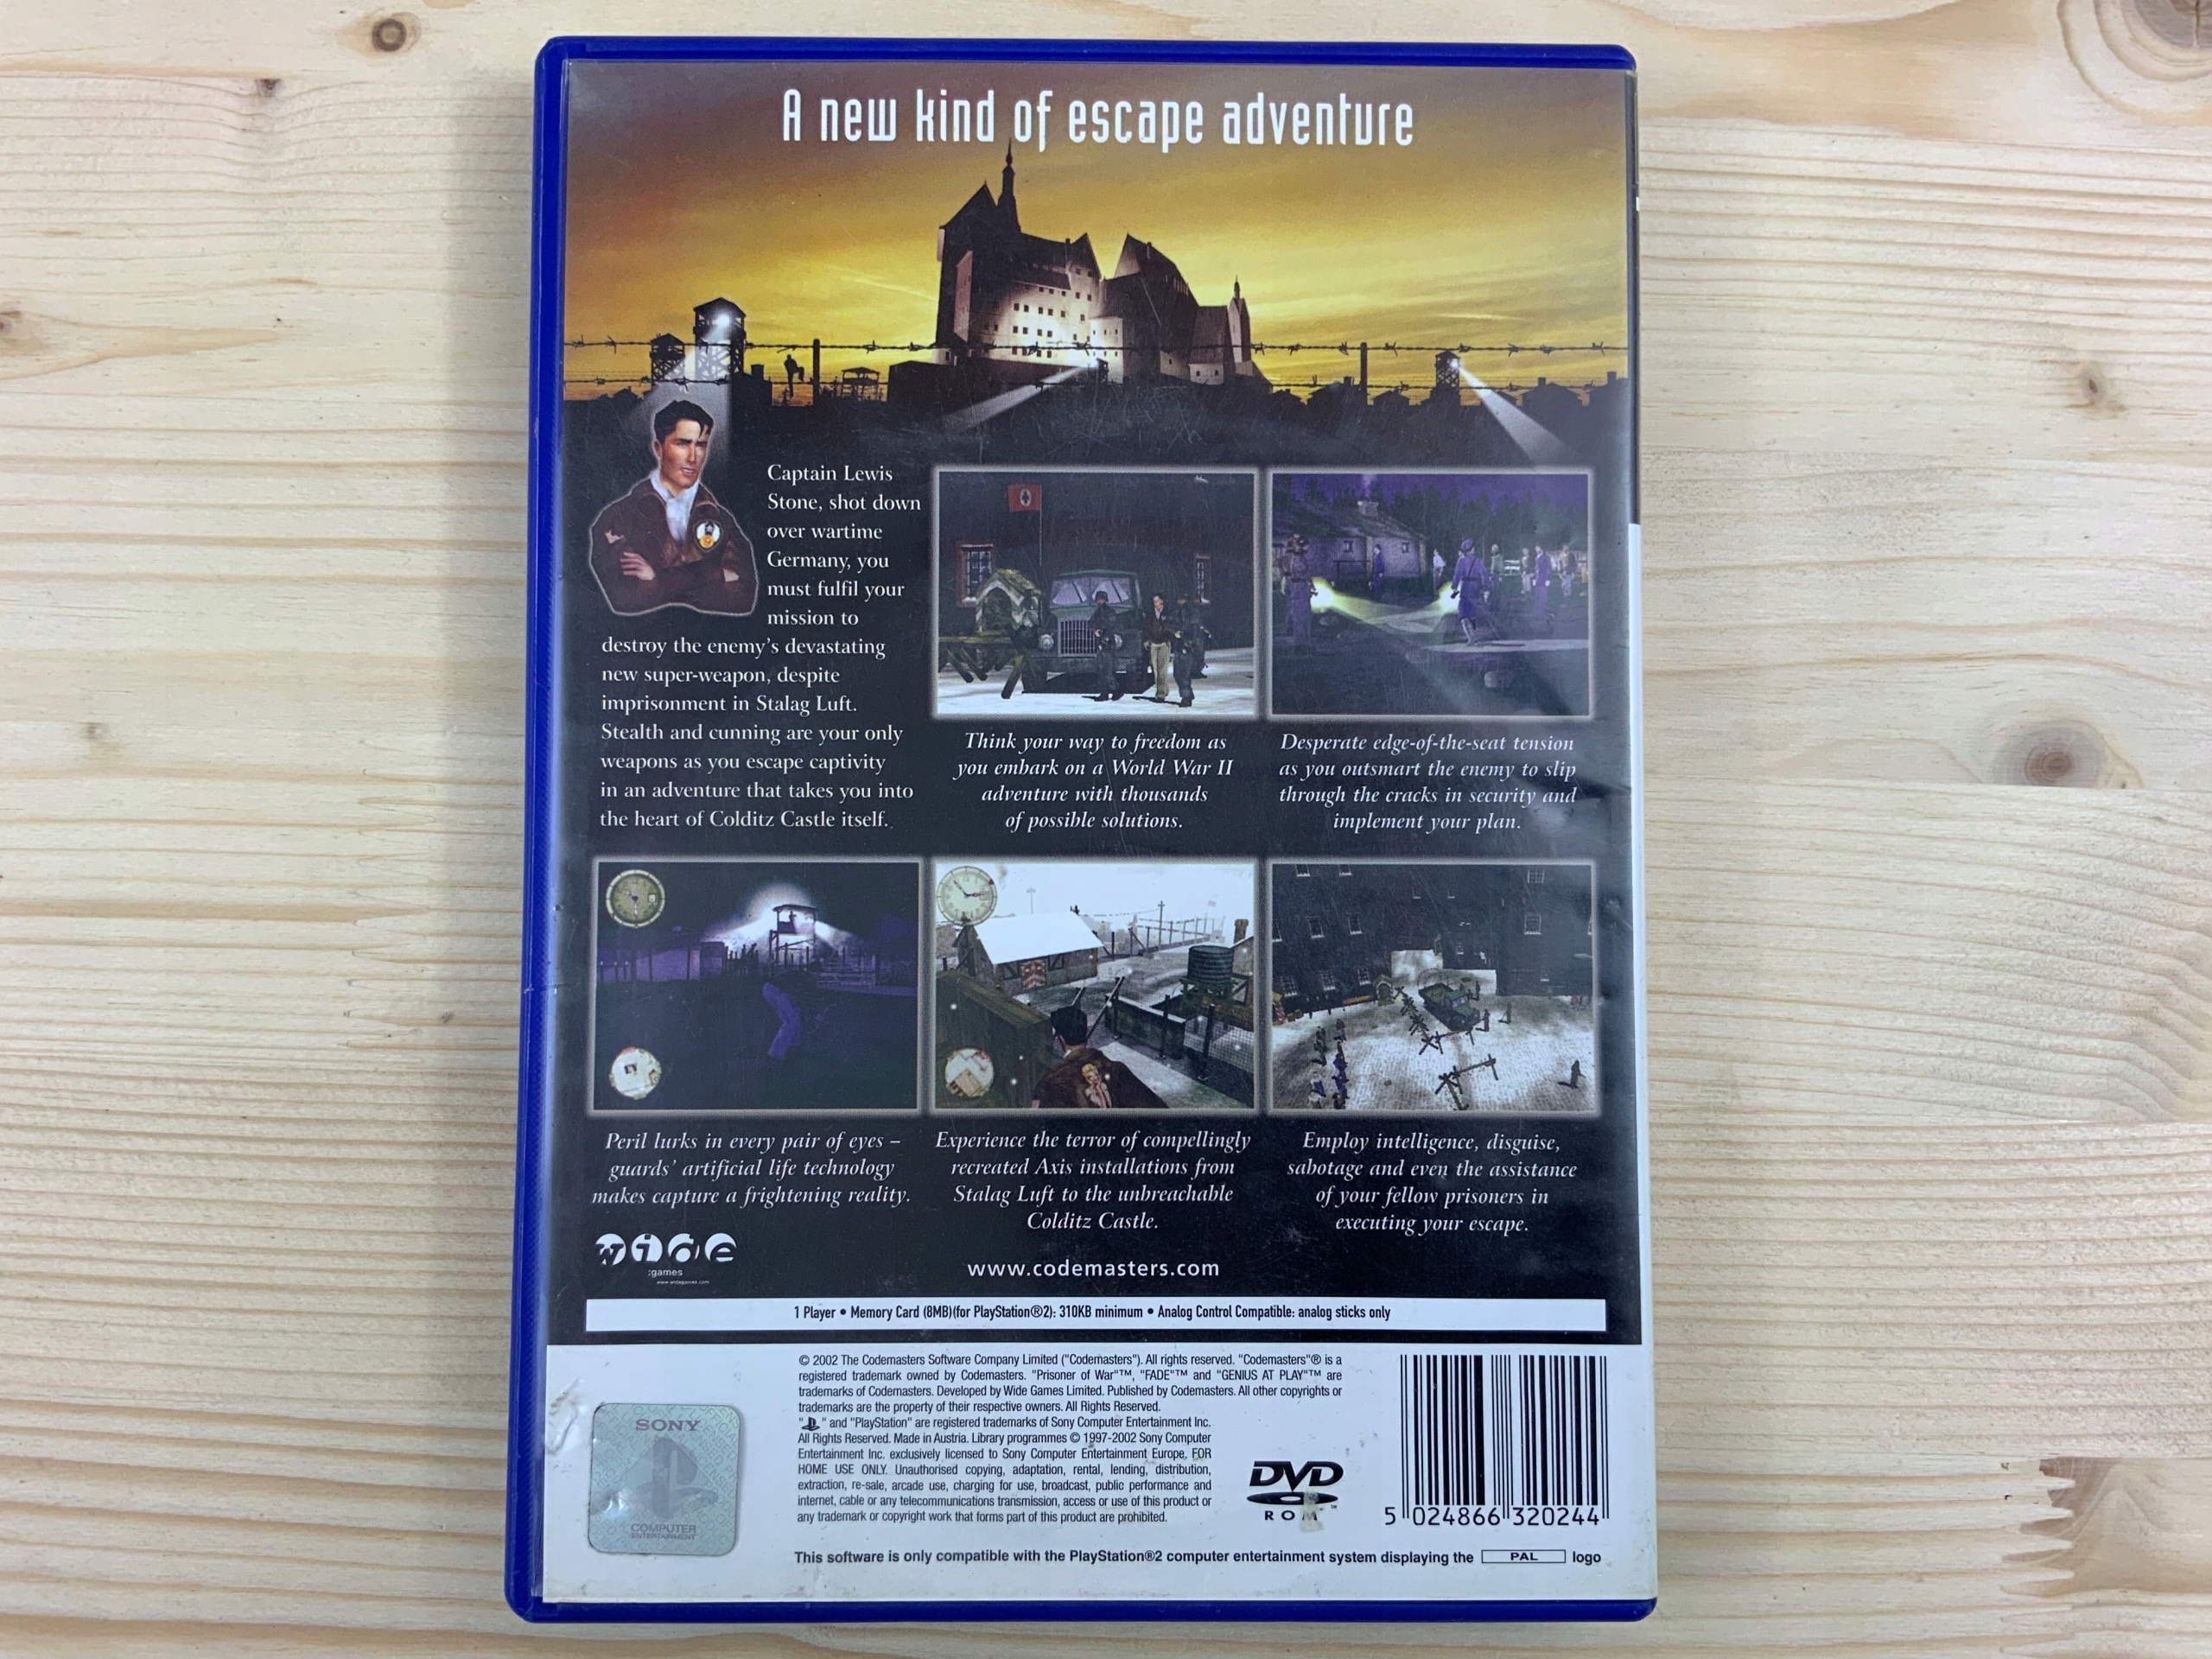 A new kind of escape adventure
Captain Lewis
Stone, shot down
over wartime
Germany, you
must fulfil your
mission to
destroy the enemy's devastating
new super-weapon, despite
imprisonment in Stalag Luft.
Stealth and cunning are your only
weapons as you escape captivity
in an adventure that takes you into
the heart of Colditz Castle itself.
Think your way to freedom as
you embark on a World War II
adventure with thousands
of possible solutions.
Desperate edge-of-the-seat tension
as you outsmart the enemy to slip
through the cracks in security and
implement your plan.
Peril lurks in every pair of eyes –
guards' artificial life technology
makes capture a frightening reality.
Experience the terror of compellingly
recreated Axis installations from
Stalag Luft to the unbreachable
Colditz Castle.
Employ intelligence, disguise,
sabotage and even the assistance
of your fellow prisoners in
executing your escape.
wide
:games
www.widegames.com
www.codemasters.com
1 Player • Memory Card (8MB)(for PlayStation®2): 310KB minimum • Analog Control Compatible: analog sticks only
© 2002 The Codemasters Software Company Limited ("Codemasters"). All rights reserved. "Codemasters"® is a
registered trademark owned by Codemasters. "Prisoner of War"™, "FADE"™ and "GENIUS AT PLAY"™ are
trademarks of Codemasters. Developed by Wide Games Limited. Published by Codemasters. All other copyrights or
trademarks are the property of their respective owners. All Rights Reserved.
" " and "PlayStation" are registered trademarks of Sony Computer Entertainment Inc.
All Rights Reserved. Made in Austria. Library programmes © 1997-2002 Sony Computer
Entertainment Inc. exclusively licensed to Sony Computer Entertainment Europe. FOR
HOME USE ONLY. Unauthorised copying, adaptation, rental, lending, distribution,
extraction, re-sale, arcade use, charging for use, broadcast, public performance and
internet, cable or any telecommunications transmission, access or use of this product or
any trademark or copyright work that forms part of this product are prohibited.
SONY
COMPUTER
ENTERTAINMENT
DVD
ROM
5 024866 320244
This software is only compatible with the PlayStation®2 computer entertainment system displaying the PAL logo